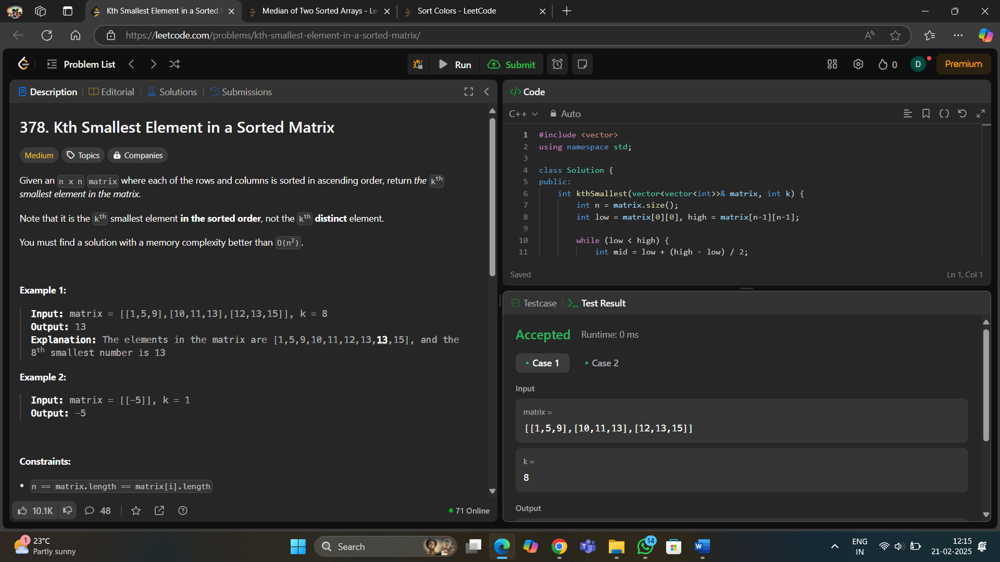 Kth Smallest Element in a Sorted
Median of Two Sorted Arrays - Le
Sort Colors - LeetCode
https://leetcode.com/problems/kth-smallest-element-in-a-sorted-matrix/
Problem List
Run
Submit
0
D
Premium
Description
Editorial
Solutions
Submissions
378. Kth Smallest Element in a Sorted Matrix
Medium
Topics
Companies
Given an n x n matrix where each of the rows and columns is sorted in ascending order, return the kth
smallest element in the matrix.
Note that it is the kth smallest element in the sorted order, not the kth distinct element.
You must find a solution with a memory complexity better than O(n2).
Example 1:
Input: matrix = [[1,5,9],[10,11,13],[12,13,15]], k = 8
Output: 13
Explanation: The elements in the matrix are [1,5,9,10,11,12,13,13,15], and the
8th smallest number is 13
Example 2:
Input: matrix = [[-5]], k = 1
Output: -5
Constraints:
• n == matrix.length == matrix[i].length
10.1K
48
71 Online
</> Code
C++
Auto
1 #include <vector>
2 using namespace std;
3
4 class Solution {
5 public:
6 int kthSmallest(vector<vector<int>>& matrix, int k) {
7 int n = matrix.size();
8 int low = matrix[0][0], high = matrix[n-1][n-1];
9
10 while (low < high) {
11 int mid = low + (high - low) / 2;
Saved
Ln 1, Col 1
Testcase
Test Result
Accepted
Runtime: 0 ms
• Case 1
• Case 2
Input
matrix =
[[1,5,9],[10,11,13],[12,13,15]]
k =
8
Output
1
23°C
Partly sunny
Search
14
ENG
IN
12:15
21-02-2025